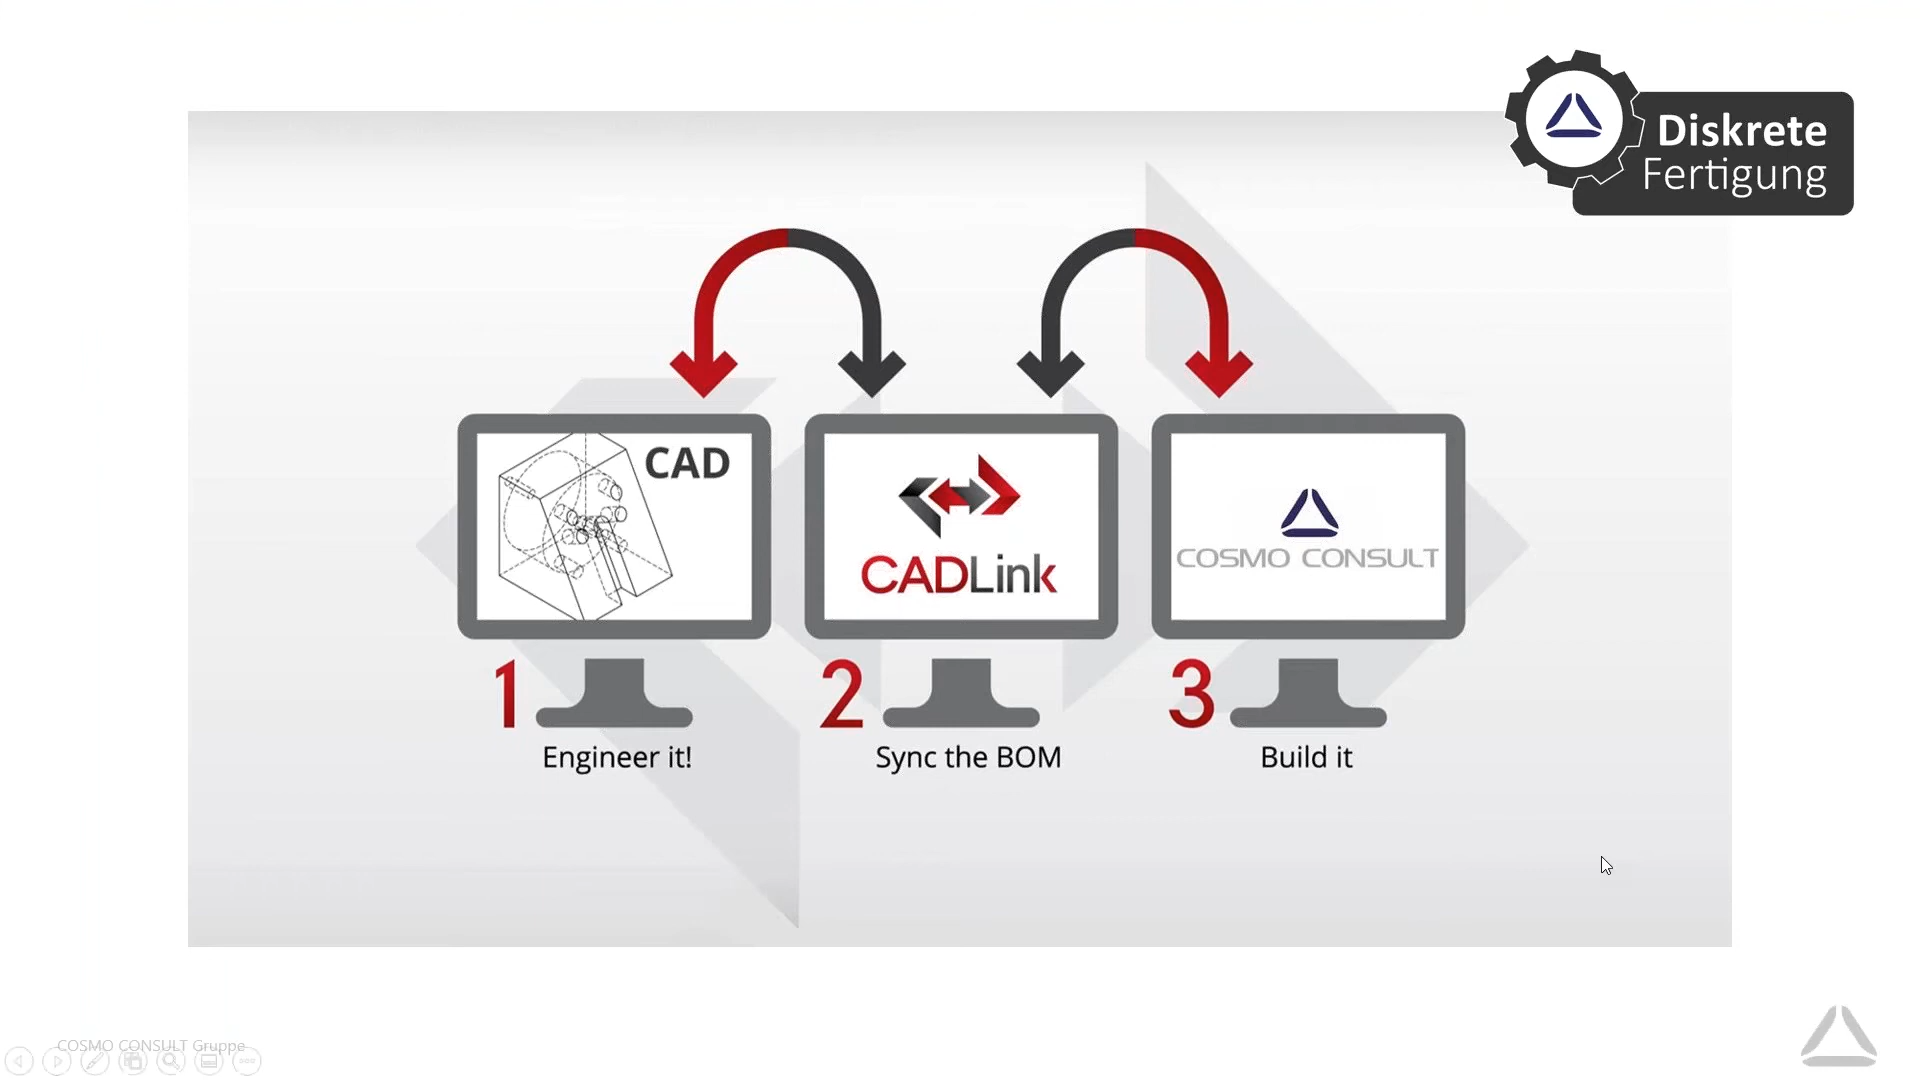 Diskrete
Fertigung
CAD
CADLink
COSMO CONSULT
1
2
3
Engineer it!
Sync the BOM
Build it
COSMO CONSULT Gruppe